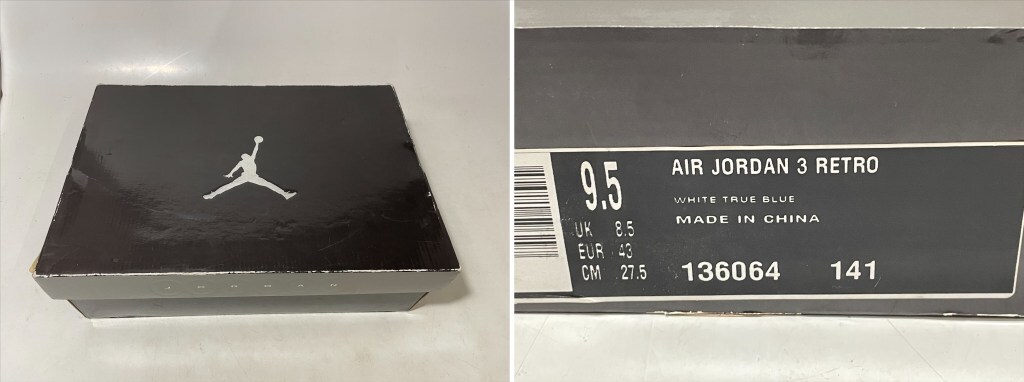 JORDAN
9.5
AIR JORDAN 3 RETRO
WHITE TRUE BLUE
MADE IN CHINA
UK 8.5
EUR 43
CM 27.5
136064 141